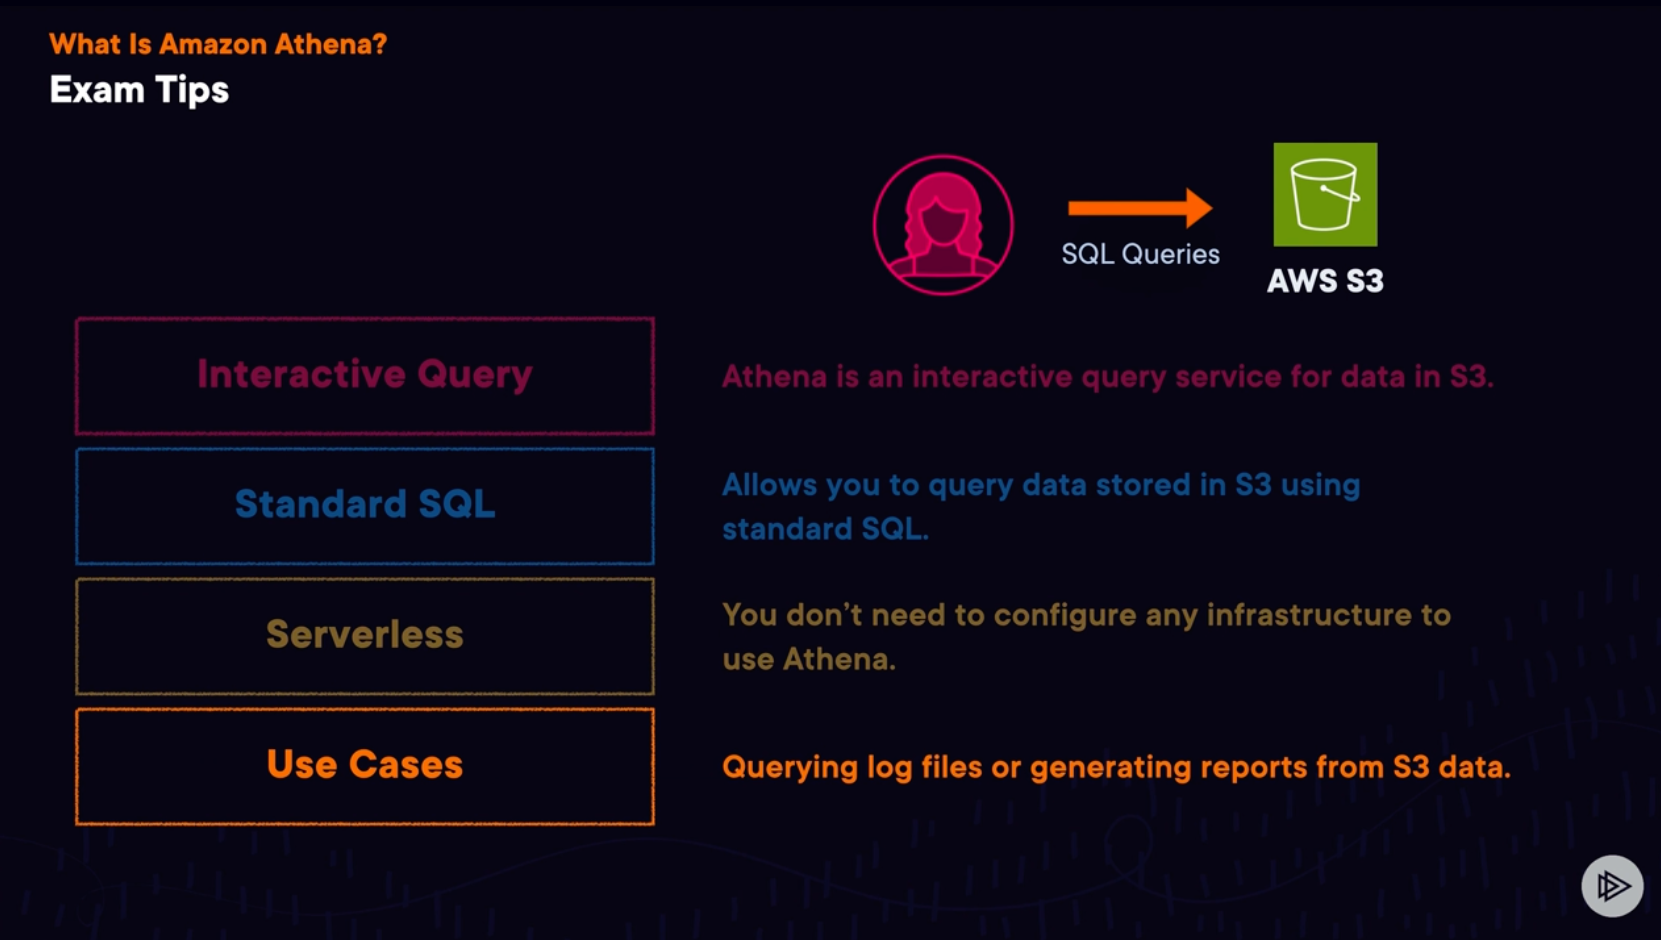 What Is Amazon Athena?
Exam Tips
SQL Queries
AWS S3
Interactive Query
Athena is an interactive query service for data in S3.
Standard SQL
Allows you to query data stored in S3 using
standard SQL.
Serverless
You don’t need to configure any infrastructure to
use Athena.
Use Cases
Querying log files or generating reports from S3 data.